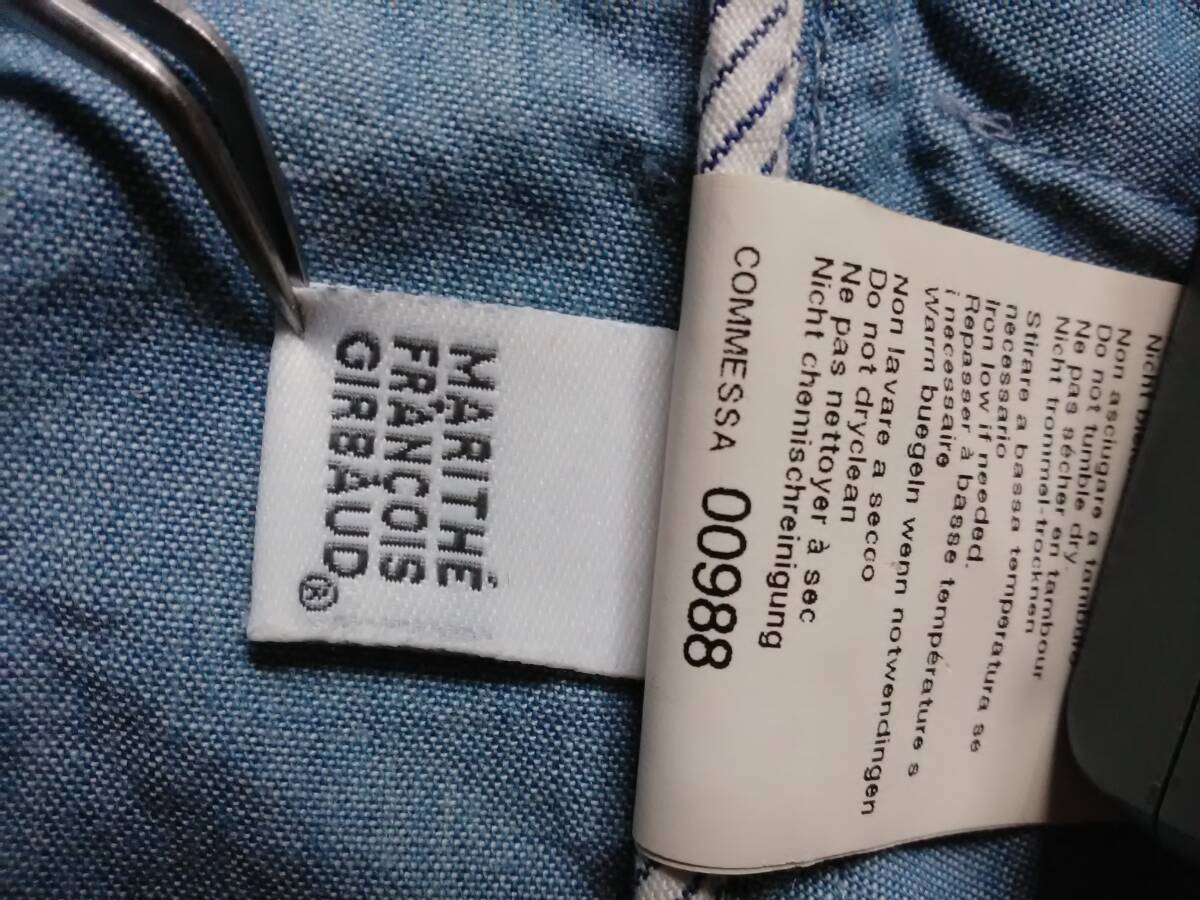 MARITHÉ
FRANÇOIS
GIRBAUD®
Nicht
Non asciugare a
Do not tumble dry
Ne pas sécher en tambour
Nicht trommel-trocknen
Stirare a bassa temperatura se
necessario
Iron low if needed.
Repasser à basse température s
i nécessaire
Warm buegeln wenn notwendingen
Non lavare a secco
Do not dryclean
Ne pas nettoyer à sec
Nicht chemischreinigung
COMMESSA 00988